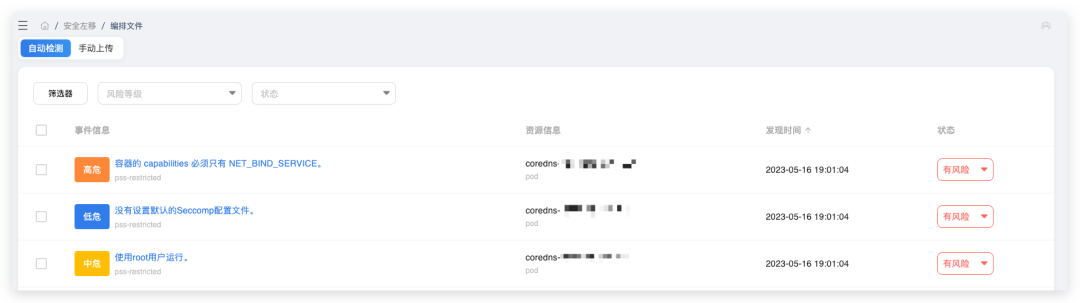 / 安全左移 / 编排文件
自动检测 手动上传
筛选器 风险等级 状态
事件信息 资源信息 发现时间 状态
高危 容器的 capabilities 必须只有 NET_BIND_SERVICE。 coredns- 2023-05-16 19:01:04 有风险
pss-restricted pod
低危 没有设置默认的Seccomp配置文件。 coredns- 2023-05-16 19:01:04 有风险
pss-restricted pod
中危 使用root用户运行。 coredns- 2023-05-16 19:01:04 有风险
pss-restricted pod